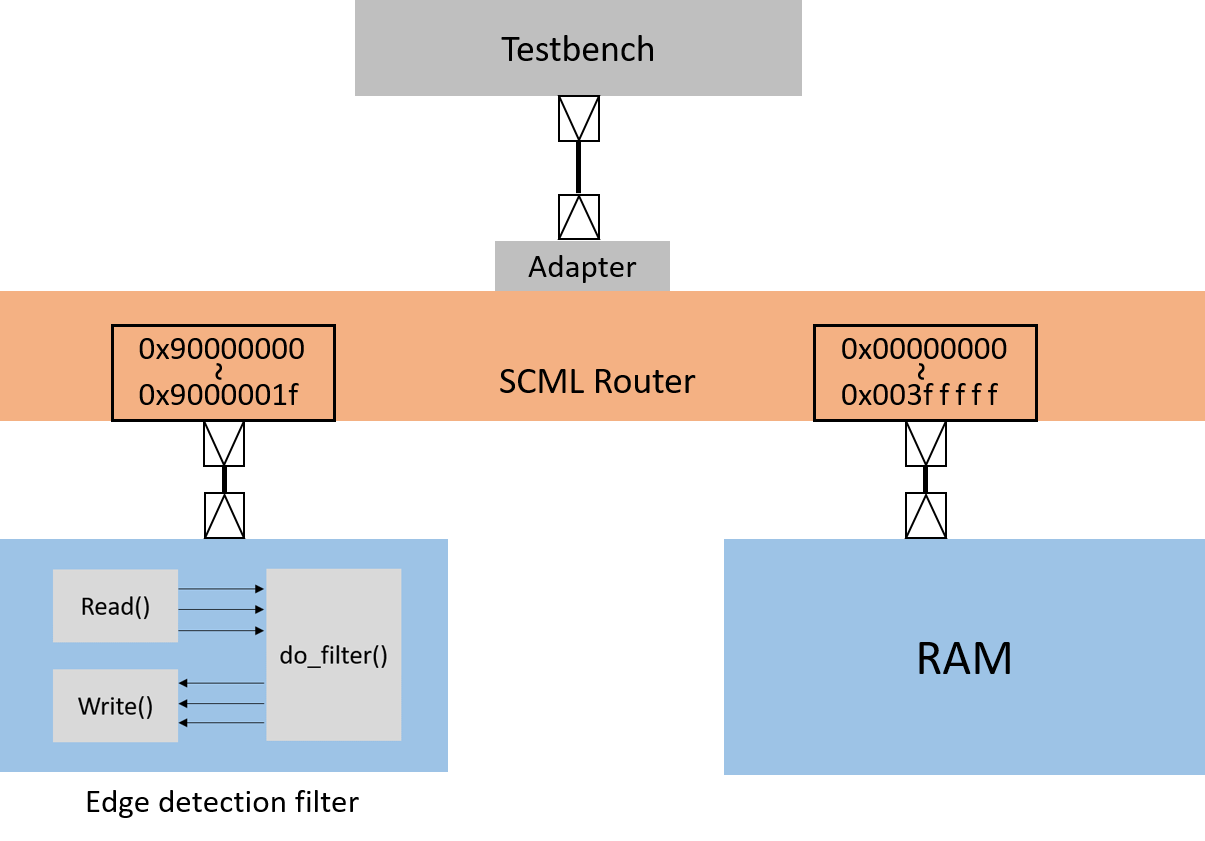 Testbench
Adapter
0x90000000
~
0x9000001f
SCML Router
0x00000000
~
0x003fffff
Read()
do_filter()
Write()
RAM
Edge detection filter